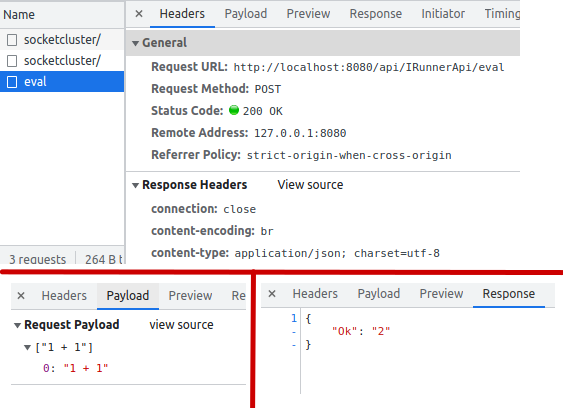 Name
socketcluster/
socketcluster/
eval
3 requests 264 B t
× Headers Payload Preview Response Initiator Timing
▼ General
Request URL: http://localhost:8080/api/IRunnerApi/eval
Request Method: POST
Status Code: 200 OK
Remote Address: 127.0.0.1:8080
Referrer Policy: strict-origin-when-cross-origin
▼ Response Headers View source
connection: close
content-encoding: br
content-type: application/json; charset=utf-8
× Headers Payload Preview Re
▼ Request Payload view source
▼ ["1 + 1"]
0: "1 + 1"
× Headers Payload Preview Response
1 {
- "Ok": "2"
- }